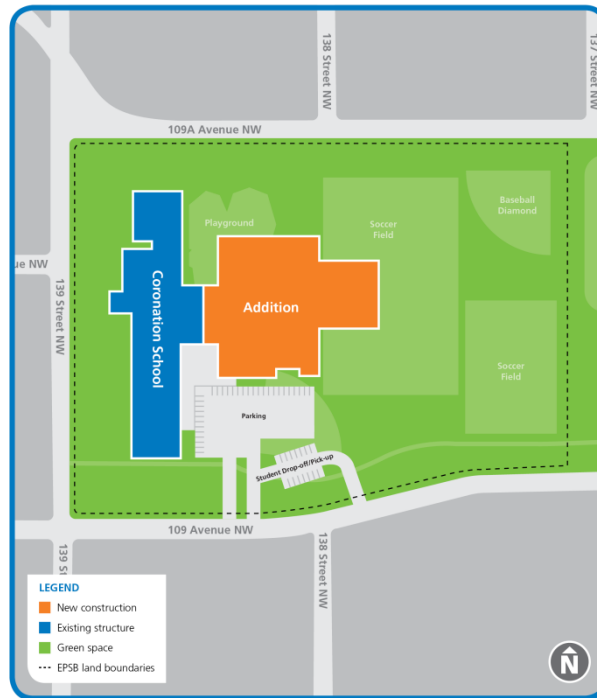 138 Street NW
137 Street NW
109A Avenue NW
Playground
Soccer
Field
Baseball
Diamond
ue NW
139 Street NW
Coronation School
Addition
Soccer
Field
Parking
Student Drop-off/Pick-up
109 Avenue NW
139 St
138 Street NW
LEGEND
New construction
Existing structure
Green space
EPSB land boundaries
N